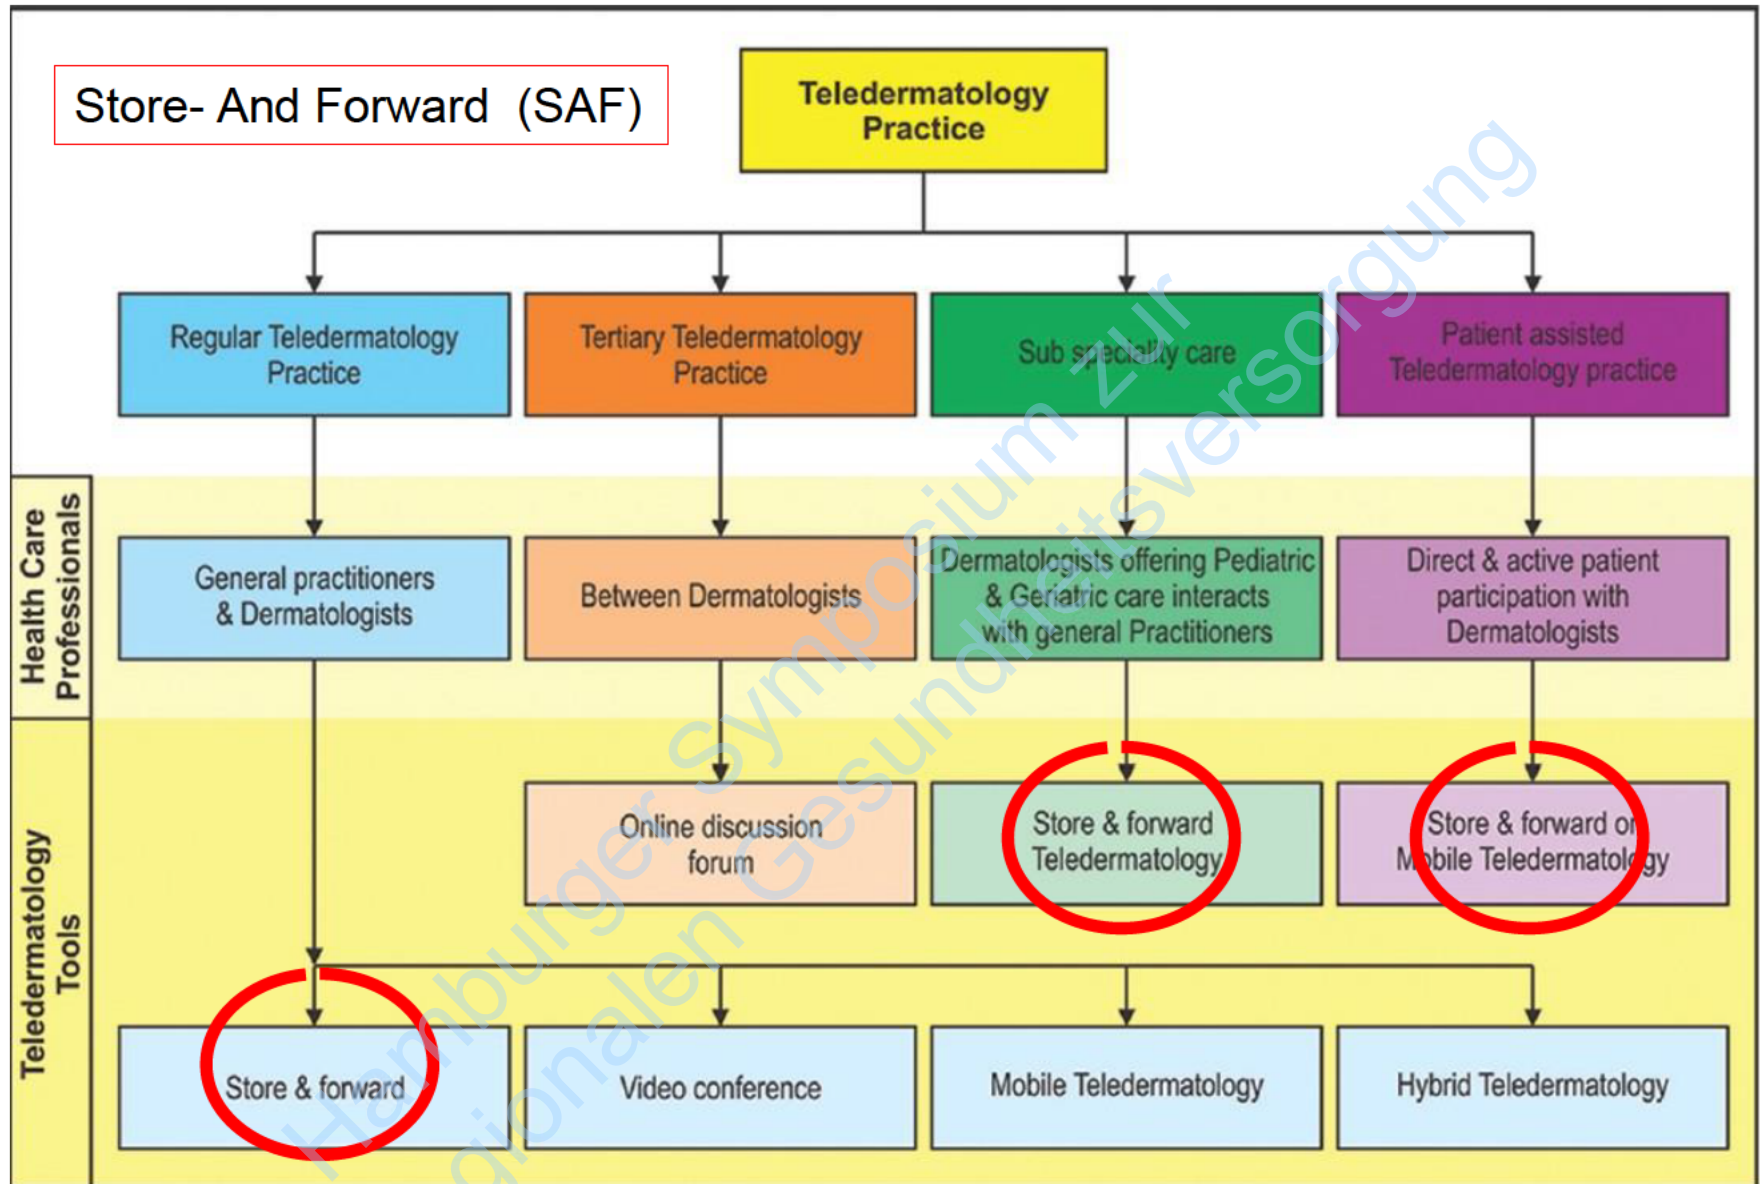 Store- And Forward (SAF)
Teledermatology
Practice
Regular Teledermatology
Practice
Tertiary Teledermatology
Practice
Sub speciality care
Patient assisted
Teledermatology practice
Health Care
Professionals
General practitioners
& Dermatologists
Between Dermatologists
Dermatologists offering Pediatric
& Geriatric care interacts
with general Practitioners
Direct & active patient
participation with
Dermatologists
Teledermatology
Tools
Online discussion
forum
Store & forward
Teledermatology
Store & forward or
Mobile Teledermatology
Store & forward
Video conference
Mobile Teledermatology
Hybrid Teledermatology
Hamburger Symposium zur
gionalen Gesundheitsversorgung